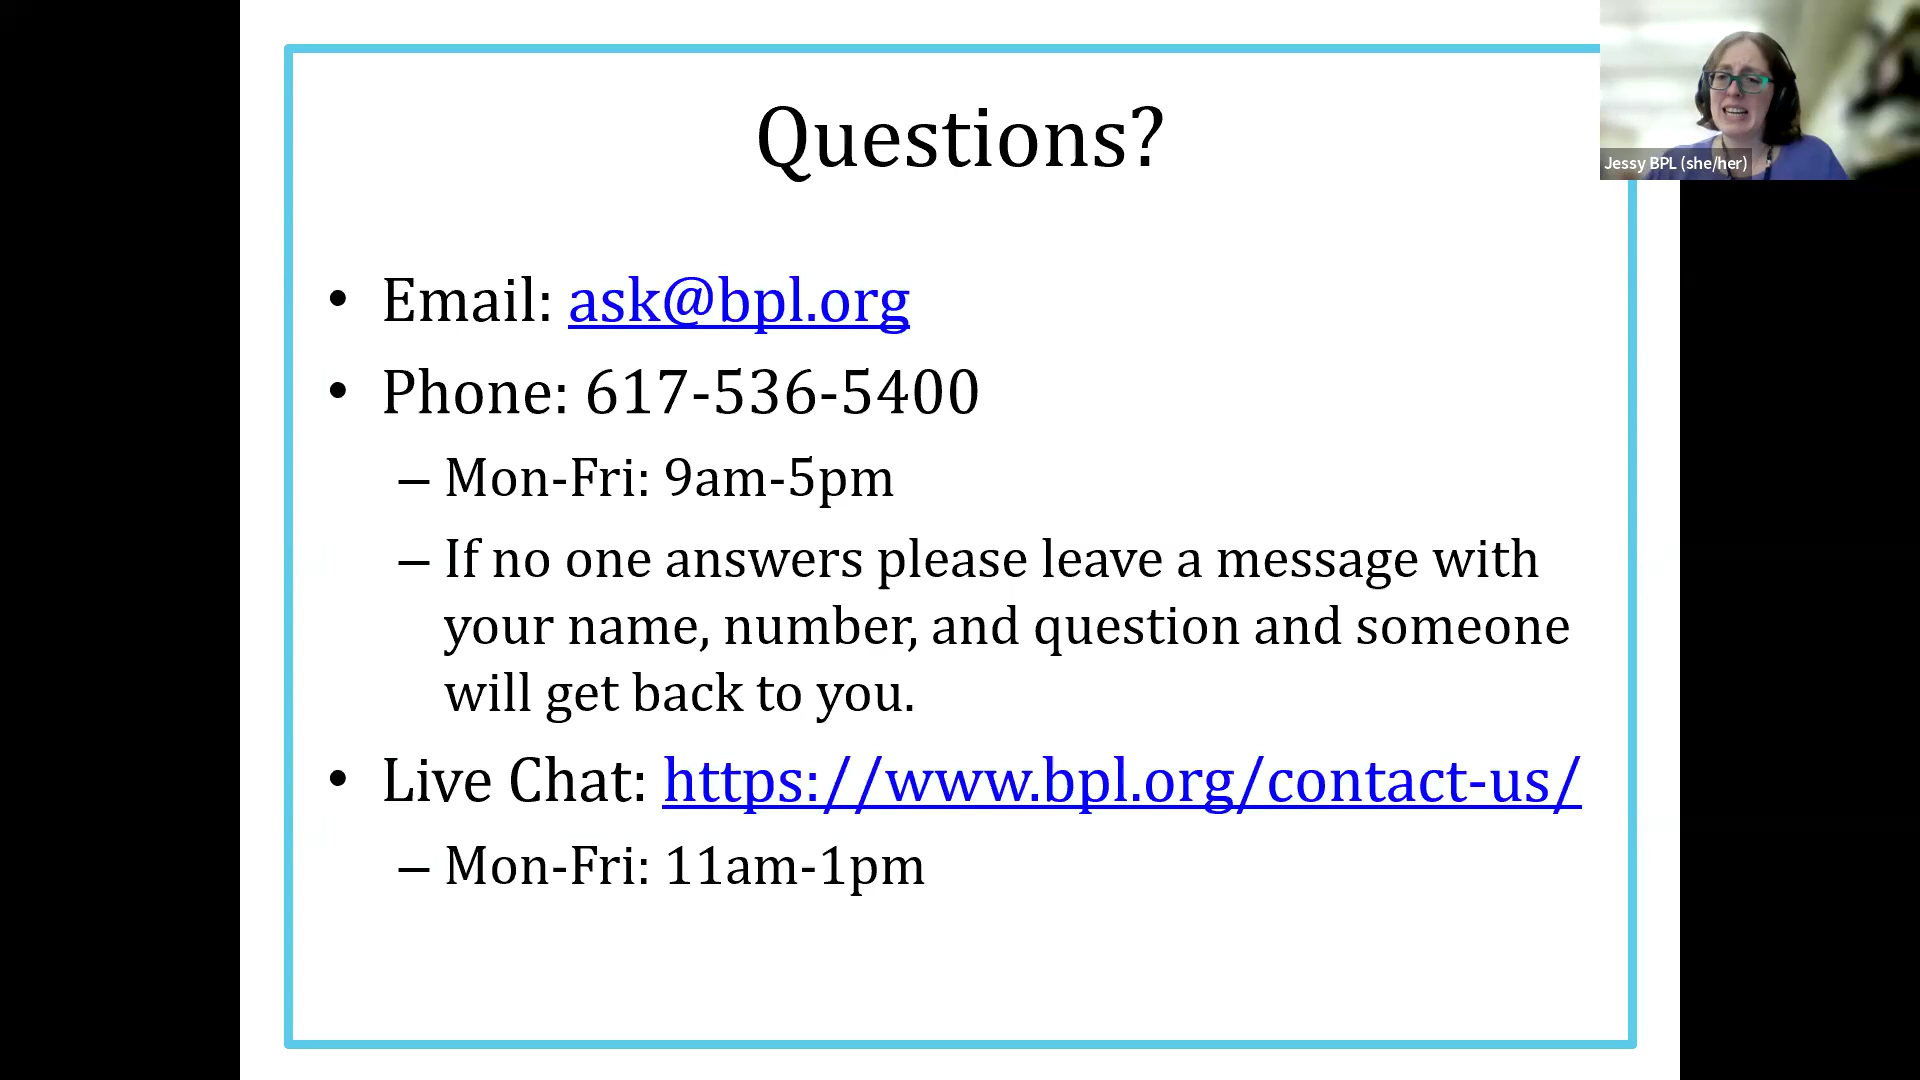 Questions?
Jessy BPL (she/her)
• Email: ask@bpl.org
• Phone: 617-536-5400
– Mon-Fri: 9am-5pm
– If no one answers please leave a message with
your name, number, and question and someone
will get back to you.
• Live Chat: https://www.bpl.org/contact-us/
– Mon-Fri: 11am-1pm